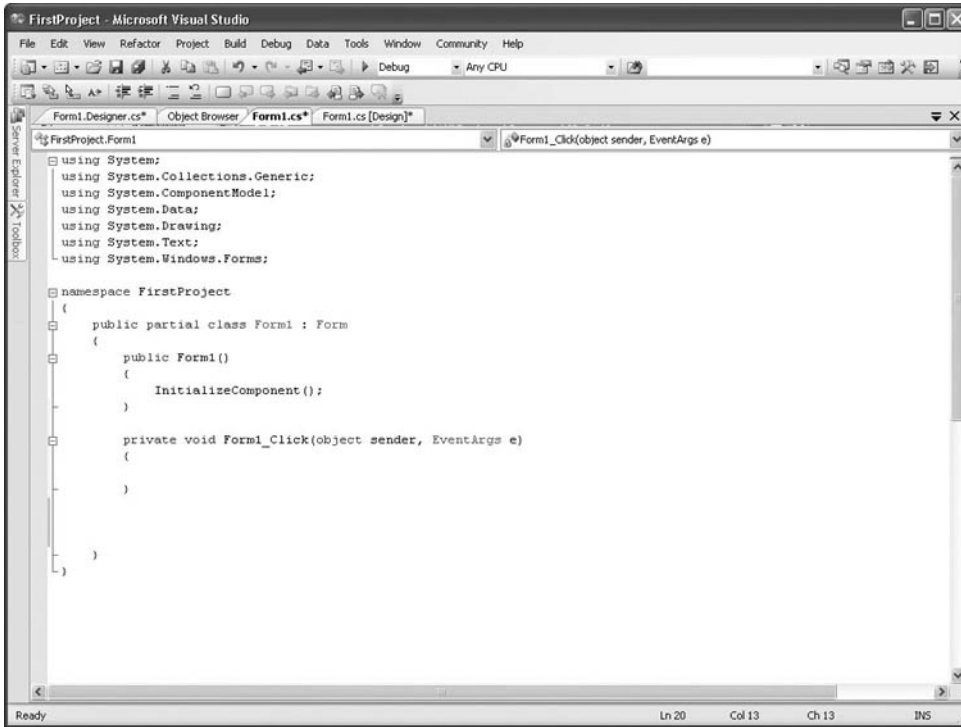 FirstProject - Microsoft Visual Studio
File Edit View Refactor Project Build Debug Data Tools Window Community Help
Debug Any CPU
Form1.Designer.cs* Object Browser Form1.cs* Form1.cs [Design]*
FirstProject.Form1 Form1_Click(object sender, EventArgs e)
Server Explorer
Toolbox
using System;
using System.Collections.Generic;
using System.ComponentModel;
using System.Data;
using System.Drawing;
using System.Text;
using System.Windows.Forms;
namespace FirstProject
{
public partial class Form1 : Form
{
public Form1()
{
InitializeComponent();
}
private void Form1_Click(object sender, EventArgs e)
{
}
}
}
Ready Ln 20 Col 13 Ch 13 INS